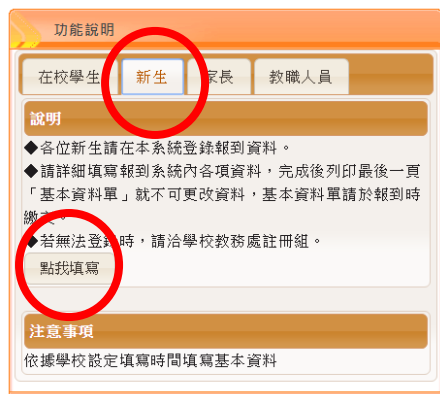 功能說明
在校學生 新生 家長 教職人員
說明
◆各位新生請在本系統登錄報到資料。
◆請詳細填寫報到系統內各項資料，完成後列印最後一頁
「基本資料單」就不可更改資料，基本資料單請於報到時
繳交。
◆若無法登錄時，請洽學校教務處註冊組。
點我填寫
注意事項
依據學校設定填寫時間填寫基本資料